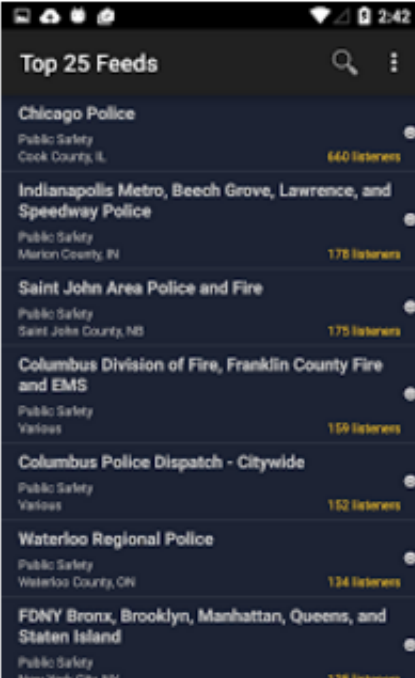 2:42
Top 25 Feeds
Chicago Police
Public Safety
Cook County, IL
660 listeners
Indianapolis Metro, Beech Grove, Lawrence, and
Speedway Police
Public Safety
Marion County, IN
178 listeners
Saint John Area Police and Fire
Public Safety
Saint John County, NB
175 listeners
Columbus Division of Fire, Franklin County Fire
and EMS
Public Safety
Various
159 listeners
Columbus Police Dispatch - Citywide
Public Safety
Various
152 listeners
Waterloo Regional Police
Public Safety
Waterloo County, ON
134 listeners
FDNY Bronx, Brooklyn, Manhattan, Queens, and
Staten Island
Public Safety